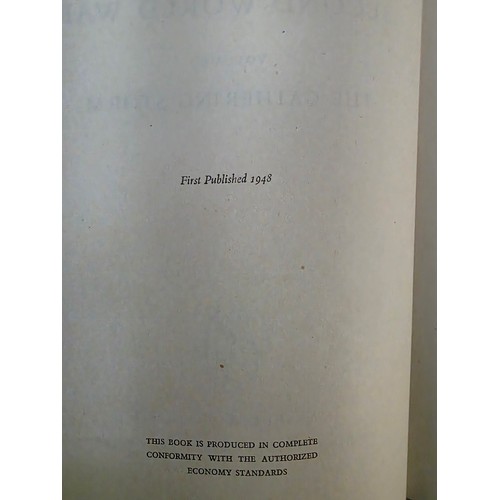 First Published 1948
THIS BOOK IS PRODUCED IN COMPLETE
CONFORMITY WITH THE AUTHORIZED
ECONOMY STANDARDS